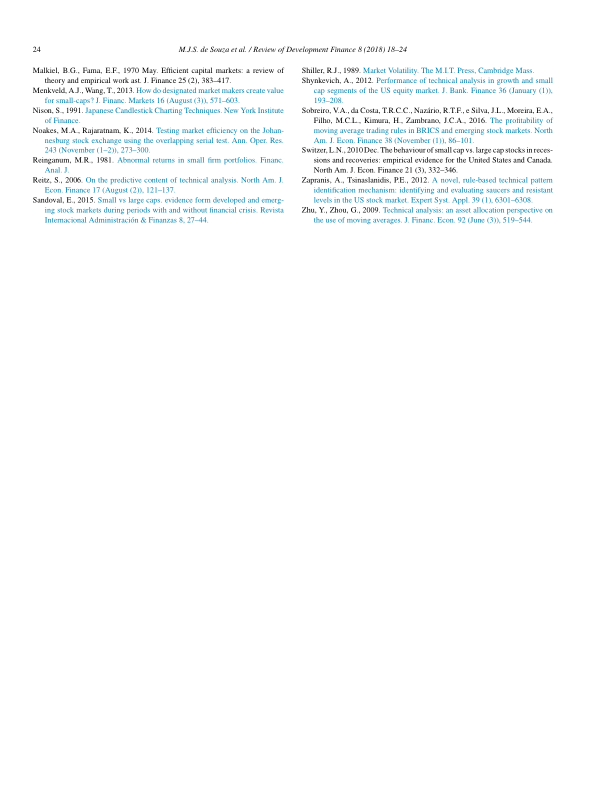 24
M.J.S. de Souza et al. / Review of Development Finance 8 (2018) 18–24
Malkiel, B.G., Fama, E.F., 1970 May. Efficient capital markets: a review of
theory and empirical work ast. J. Finance 25 (2), 383–417.
Menkveld, A.J., Wang, T., 2013. How do designated market makers create value
for small-caps? J. Financ. Markets 16 (August (3)), 571–603.
Nison, S., 1991. Japanese Candlestick Charting Techniques. New York Institute
of Finance.
Noakes, M.A., Rajaratnam, K., 2014. Testing market efficiency on the Johan-
nesburg stock exchange using the overlapping serial test. Ann. Oper. Res.
243 (November (1–2)), 273–300.
Reinganum, M.R., 1981. Abnormal returns in small firm portfolios. Financ.
Anal. J.
Reitz, S., 2006. On the predictive content of technical analysis. North Am. J.
Econ. Finance 17 (August (2)), 121–137.
Sandoval, E., 2015. Small vs large caps. evidence form developed and emerg-
ing stock markets during periods with and without financial crisis. Revista
Internacional Administración & Finanzas 8, 27–44.
Shiller, R.J., 1989. Market Volatility. The M.I.T. Press, Cambridge Mass.
Shynkevich, A., 2012. Performance of technical analysis in growth and small
cap segments of the US equity market. J. Bank. Finance 36 (January (1)),
193–208.
Sobreiro, V.A., da Costa, T.R.C.C., Nazário, R.T.F., e Silva, J.L., Moreira, E.A.,
Filho, M.C.L., Kimura, H., Zambrano, J.C.A., 2016. The profitability of
moving average trading rules in BRICS and emerging stock markets. North
Am. J. Econ. Finance 38 (November (1)), 86–101.
Switzer, L.N., 2010 Dec. The behaviour of small cap vs. large cap stocks in reces-
sions and recoveries: empirical evidence for the United States and Canada.
North Am. J. Econ. Finance 21 (3), 332–346.
Zapranis, A., Tsinaslanidis, P.E., 2012. A novel, rule-based technical pattern
identification mechanism: identifying and evaluating saucers and resistant
levels in the US stock market. Expert Syst. Appl. 39 (1), 6301–6308.
Zhu, Y., Zhou, G., 2009. Technical analysis: an asset allocation perspective on
the use of moving averages. J. Financ. Econ. 92 (June (3)), 519–544.